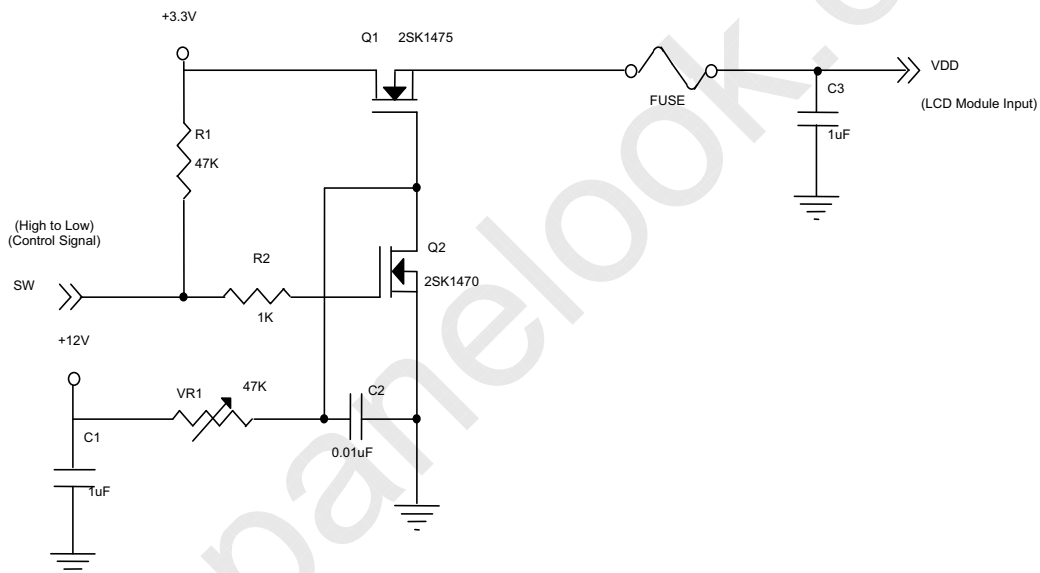 +3.3V
Q1 2SK1475
VDD
FUSE
C3
(LCD Module Input)
R1
1uF
47K
(High to Low)
(Control Signal)
Q2
R2
SW
2SK1470
1K
+12V
VR1
47K
C2
C1
0.01uF
1uF
panelook.c